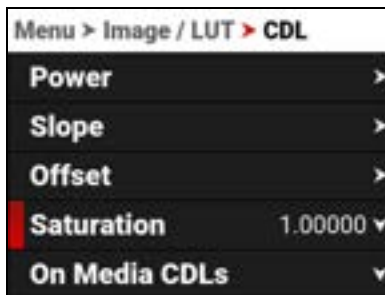 Menu > Image / LUT > CDL
Power
Slope
Offset
Saturation 1.00000
On Media CDLs